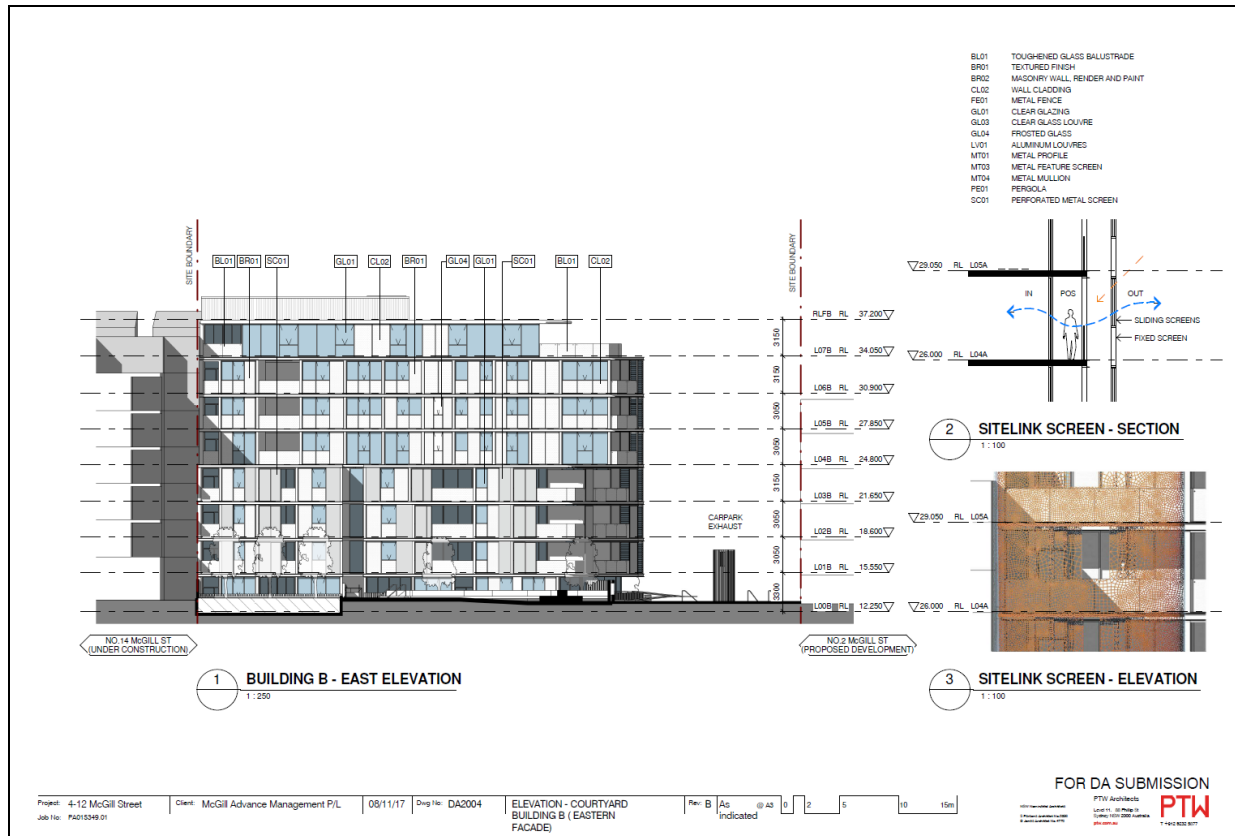 BL01 TOUGHENED GLASS BALUSTRADE
BR01 TEXTURED FINISH
BR02 MASONRY WALL, RENDER AND PAINT
CL02 WALL CLADDING
FE01 METAL FENCE
GL01 CLEAR GLAZING
GL03 CLEAR GLASS LOUVRE
GL04 FROSTED GLASS
LV01 ALUMINUM LOUVRES
MT01 METAL PROFILE
MT03 METAL FEATURE SCREEN
MT04 METAL MULLION
PE01 PERGOLA
SC01 PERFORATED METAL SCREEN
SITE BOUNDARY
BL01 BR01 SC01 GL01 CL02 BR01 GL04 GL01 SC01 BL01 CL02
SITE BOUNDARY
RLFB RL 37.200
3150
L07B RL 34.050
3150
L06B RL 30.900
3050
L05B RL 27.850
3050
L04B RL 24.800
3150
L03B RL 21.650
3050
L02B RL 18.600
3050
L01B RL 15.550
3300
L00B RL 12.250
CARPARK
EXHAUST
NO.14 McGILL ST
(UNDER CONSTRUCTION)
NO.2 McGILL ST
(PROPOSED DEVELOPMENT)
1 BUILDING B - EAST ELEVATION
1 : 250
29.050 RL L05A
IN POS OUT
SLIDING SCREENS
FIXED SCREEN
26.000 RL L04A
2 SITELINK SCREEN - SECTION
1 : 100
29.050 RL L05A
26.000 RL L04A
3 SITELINK SCREEN - ELEVATION
1 : 100
FOR DA SUBMISSION
Project: 4-12 McGill Street
Job No: PA015349.01
Client: McGill Advance Management P/L
08/11/17
Dwg No: DA2004
ELEVATION - COURTYARD
BUILDING B ( EASTERN
FACADE)
Rev: B
As @ A3
indicated
0 2 5 10 15m
PTW Architects
Sydney NSW 2000 Australia
ptw.com.au
PTW